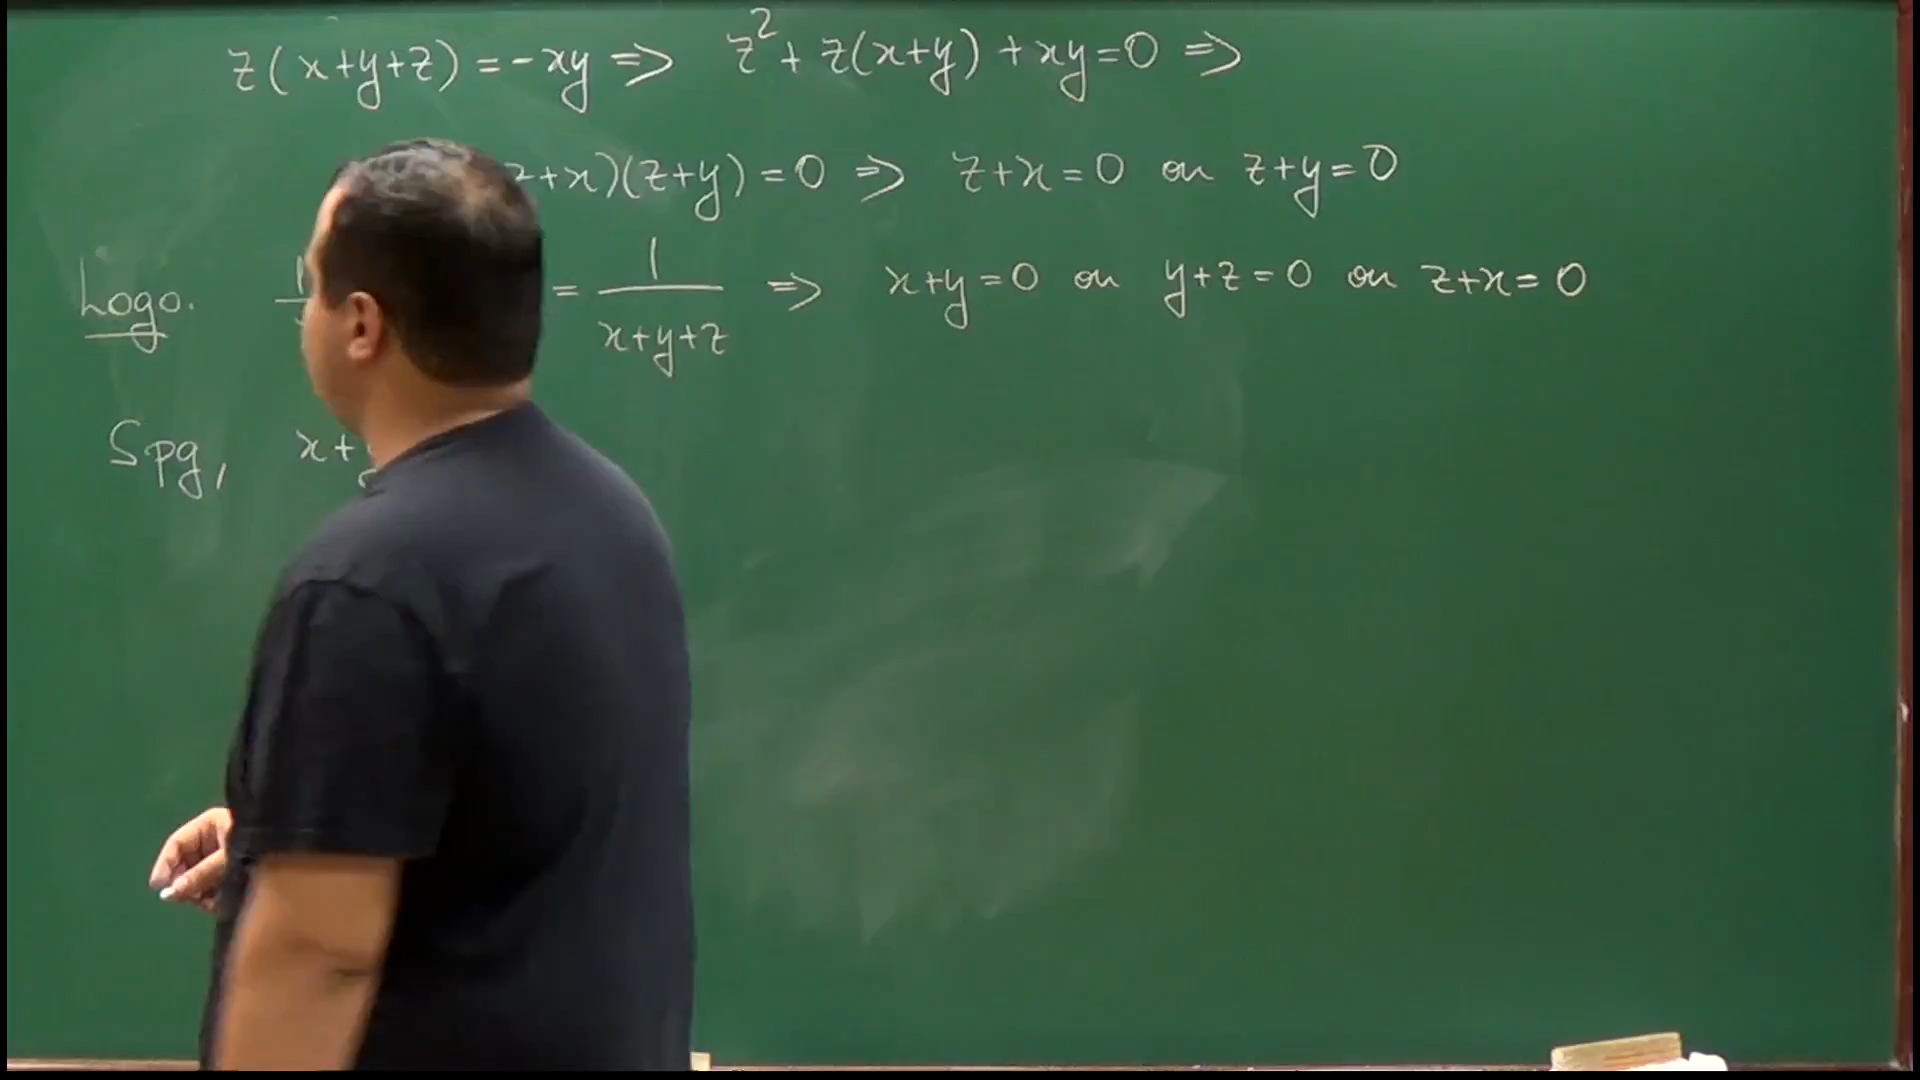 z(x+y+z)=-xy ⇒ z²+z(x+y)+xy=0 ⇒
z+x)(z+y)=0 ⇒ z+x=0 ou z+y=0
Logo. = 1/(x+y+z) ⇒ x+y=0 ou y+z=0 ou z+x=0
Spg, x+